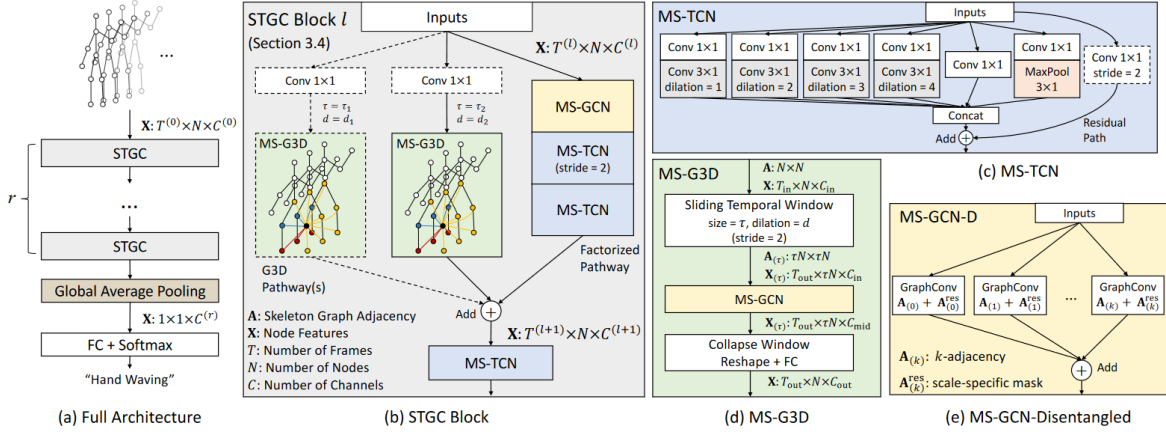 ...
X: T^(0)×N×C^(0)
STGC
r
...
STGC
Global Average Pooling
X: 1×1×C^(r)
FC + Softmax
“Hand Waving”
(a) Full Architecture
STGC Block l
(Section 3.4)
Inputs
X: T^(l)×N×C^(l)
Conv 1×1
Conv 1×1
τ = τ₁
d = d₁
τ = τ₂
d = d₂
MS-G3D
MS-G3D
MS-GCN
MS-TCN
(stride = 2)
MS-TCN
G3D
Pathway(s)
Factorized
Pathway
Add
A: Skeleton Graph Adjacency
X: Node Features
T: Number of Frames
N: Number of Nodes
C: Number of Channels
X: T^(l+1)×N×C^(l+1)
MS-TCN
(b) STGC Block
MS-TCN
Inputs
Conv 1×1
Conv 3×1
dilation = 1
Conv 1×1
Conv 3×1
dilation = 2
Conv 1×1
Conv 3×1
dilation = 3
Conv 1×1
Conv 3×1
dilation = 4
Conv 1×1
Conv 1×1
MaxPool
3×1
Conv 1×1
stride = 2
Concat
Add
Residual
Path
(c) MS-TCN
MS-G3D
A: N×N
X: T_in×N×C_in
Sliding Temporal Window
size = τ, dilation = d
(stride = 2)
A_(τ): τN×τN
X_(τ): T_out×τN×C_in
MS-GCN
X_(τ): T_out×τN×C_mid
Collapse Window
Reshape + FC
X: T_out×N×C_out
(d) MS-G3D
MS-GCN-D
Inputs
GraphConv
A_(0) + A_(0)^res
GraphConv
A_(1) + A_(1)^res
...
GraphConv
A_(k) + A_(k)^res
A_(k): k-adjacency
A_(k)^res: scale-specific mask
Add
(e) MS-GCN-Disentangled